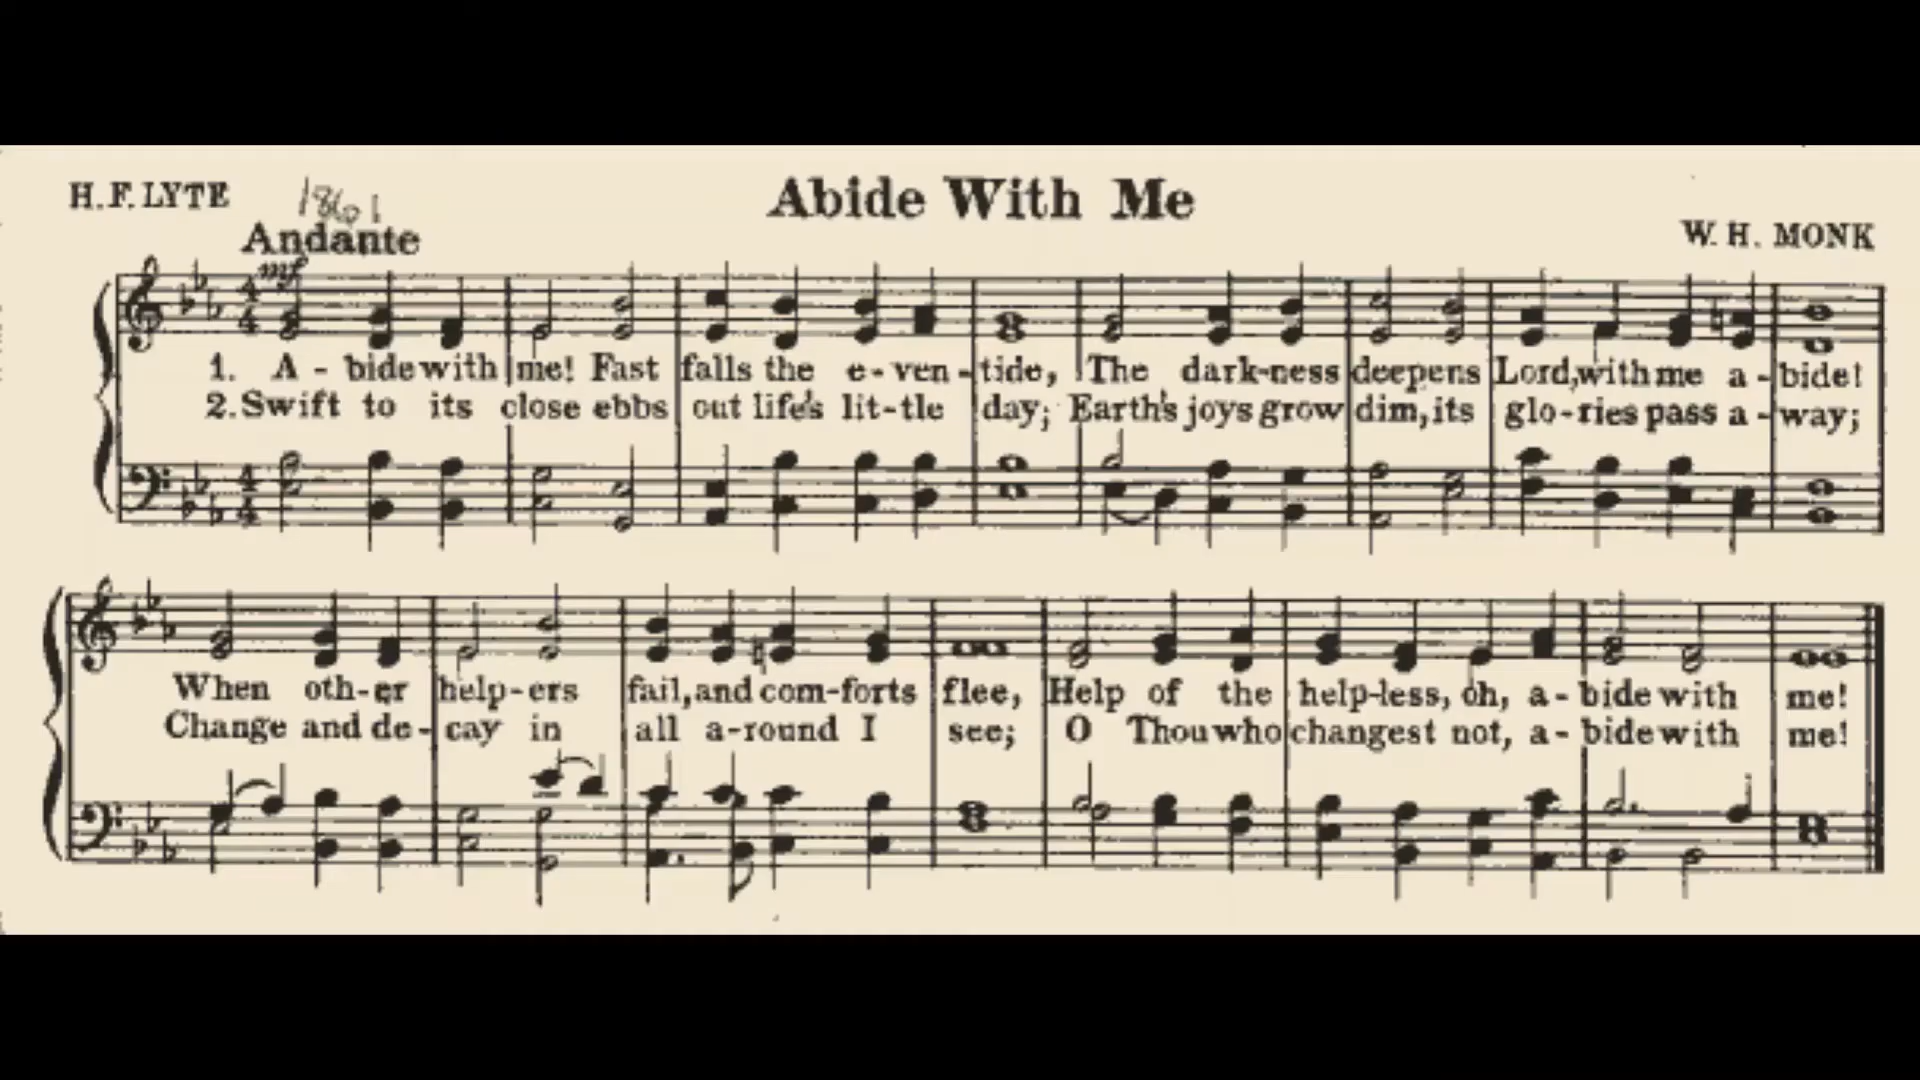 Abide With Me
H.F. LYTE 1861
W. H. MONK
Andante
mf
1. A - bide with me! Fast falls the e - ven - tide, The dark-ness deepens Lord, with me a - bide!
2. Swift to its close ebbs out life's lit - tle day; Earth's joys grow dim, its glo - ries pass a - way;
When oth - er help - ers fail, and com - forts flee, Help of the help-less, oh, a - bide with me!
Change and de - cay in all a - round I see; O Thou who changest not, a - bide with me!